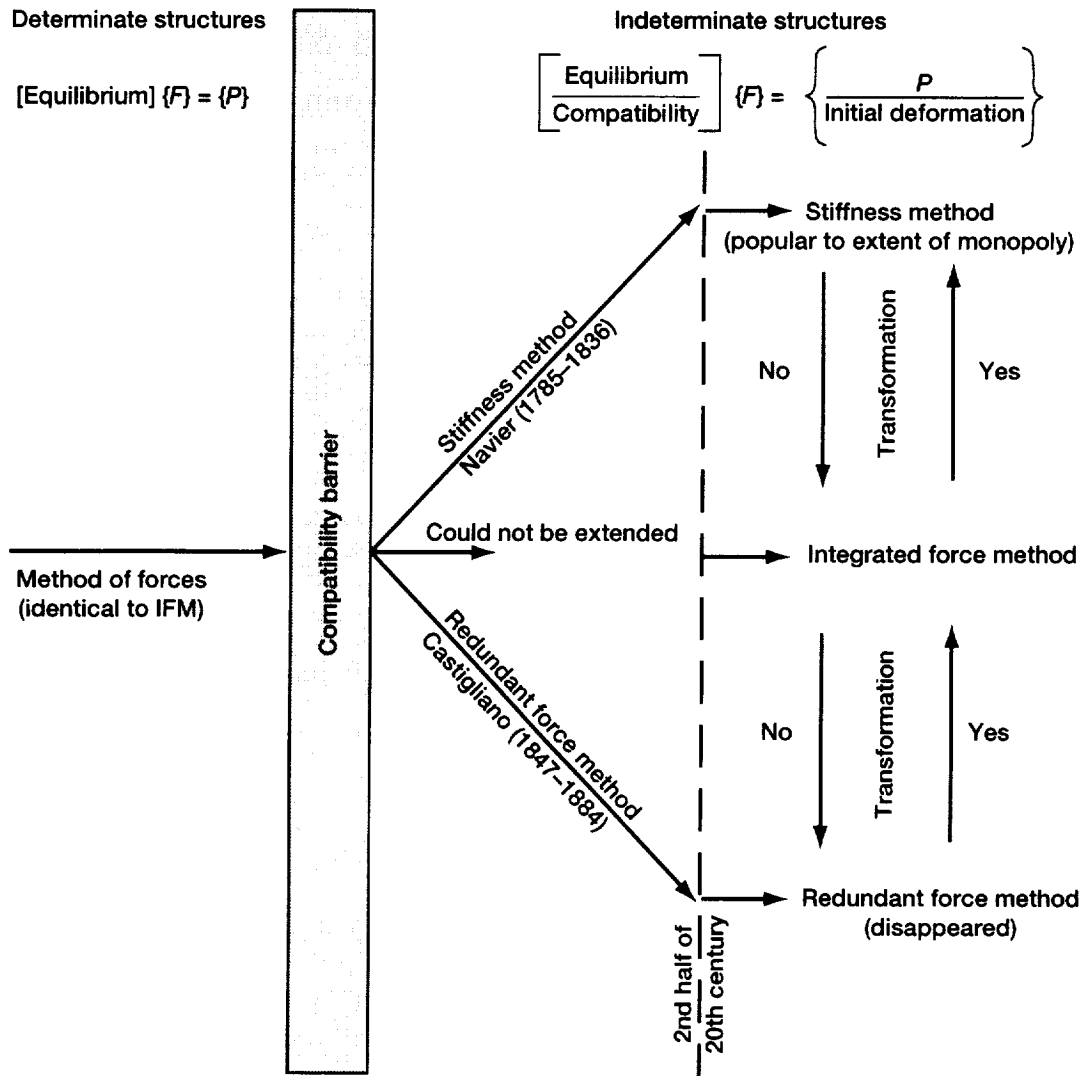 Determinate structures
Indeterminate structures
[Equilibrium] {F} = {P}
[Equilibrium / Compatibility] {F} = {P / Initial deformation}
Compatibility barrier
Stiffness method
(popular to extent of monopoly)
Stiffness method
Navier (1785–1836)
No
Transformation
Yes
Could not be extended
Integrated force method
Method of forces
(identical to IFM)
Redundant force method
Castigliano (1847–1884)
No
Transformation
Yes
Redundant force method
(disappeared)
2nd half of
20th century